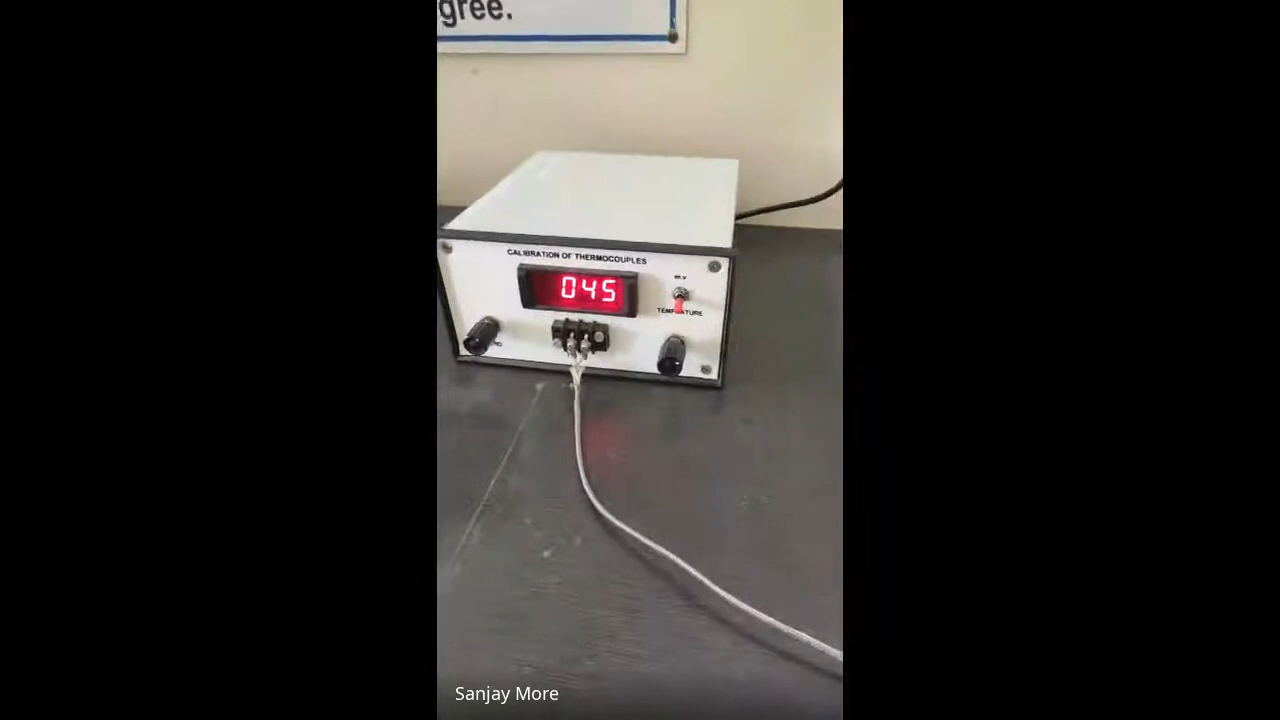 gree.
CALIBRATION OF THERMOCOUPLES
045
m.v
TEMPERATURE
Sanjay More